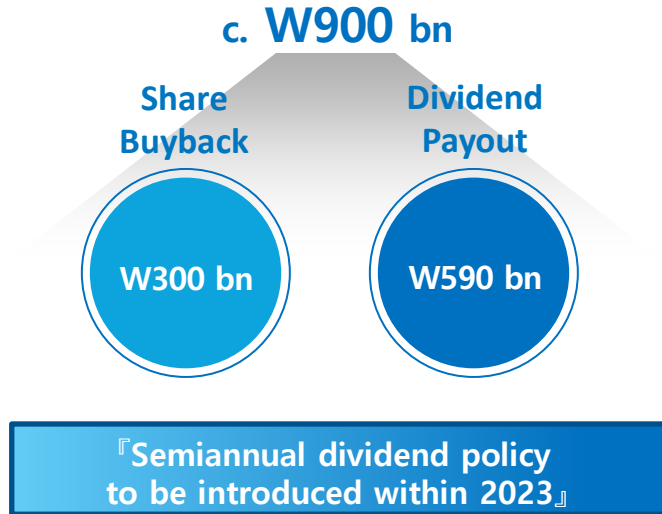 c. W900 bn
Share
Buyback
Dividend
Payout
W300 bn
W590 bn
『Semiannual dividend policy
to be introduced within 2023』